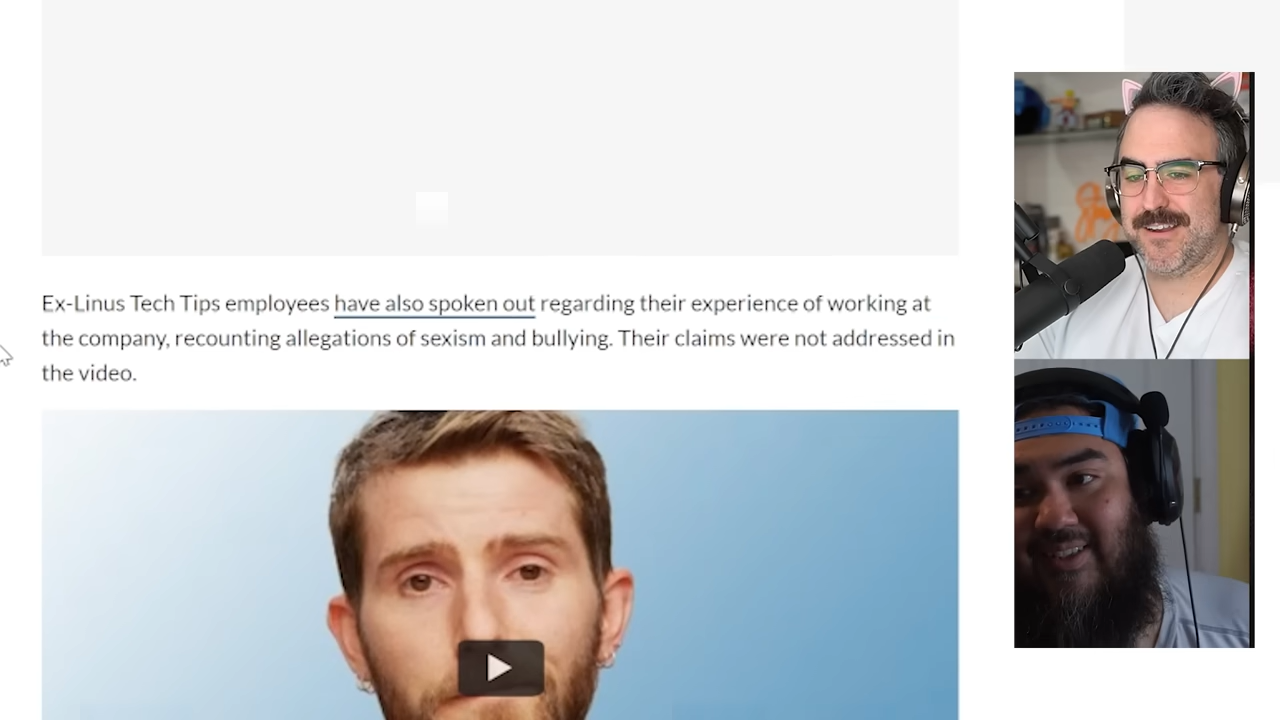 Ex-Linus Tech Tips employees have also spoken out regarding their experience of working at
the company, recounting allegations of sexism and bullying. Their claims were not addressed in
the video.